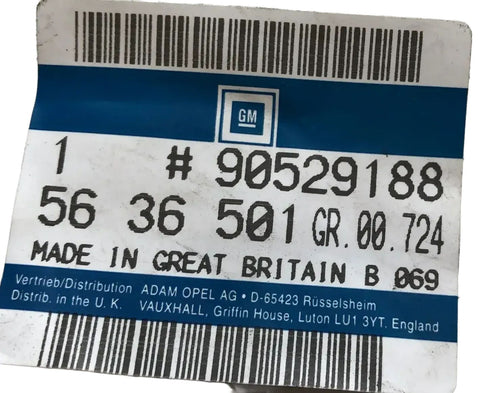 GM
1 # 90529188
56 36 501 GR.00.724
MADE IN GREAT BRITAIN B 069
Vertrieb/Distribution ADAM OPEL AG • D-65423 Rüsselsheim
Distrib. in the U. K. VAUXHALL, Griffin House, Luton LU1 3YT. England